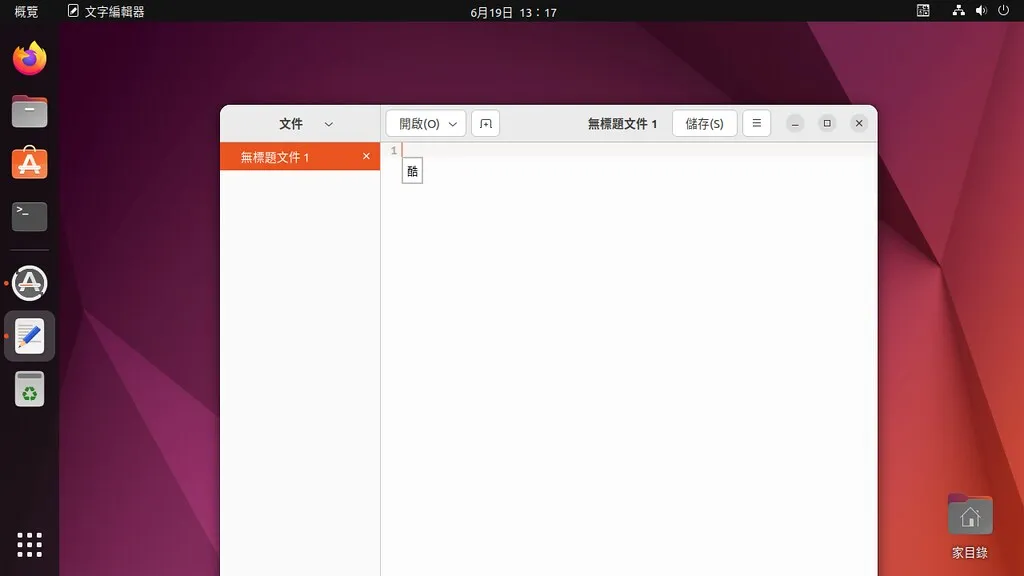 概覽 文字編輯器 6月19日 13：17
文件 開啟(O) 無標題文件 1 儲存(S)
無標題文件 1 1
酷
>_
家目錄